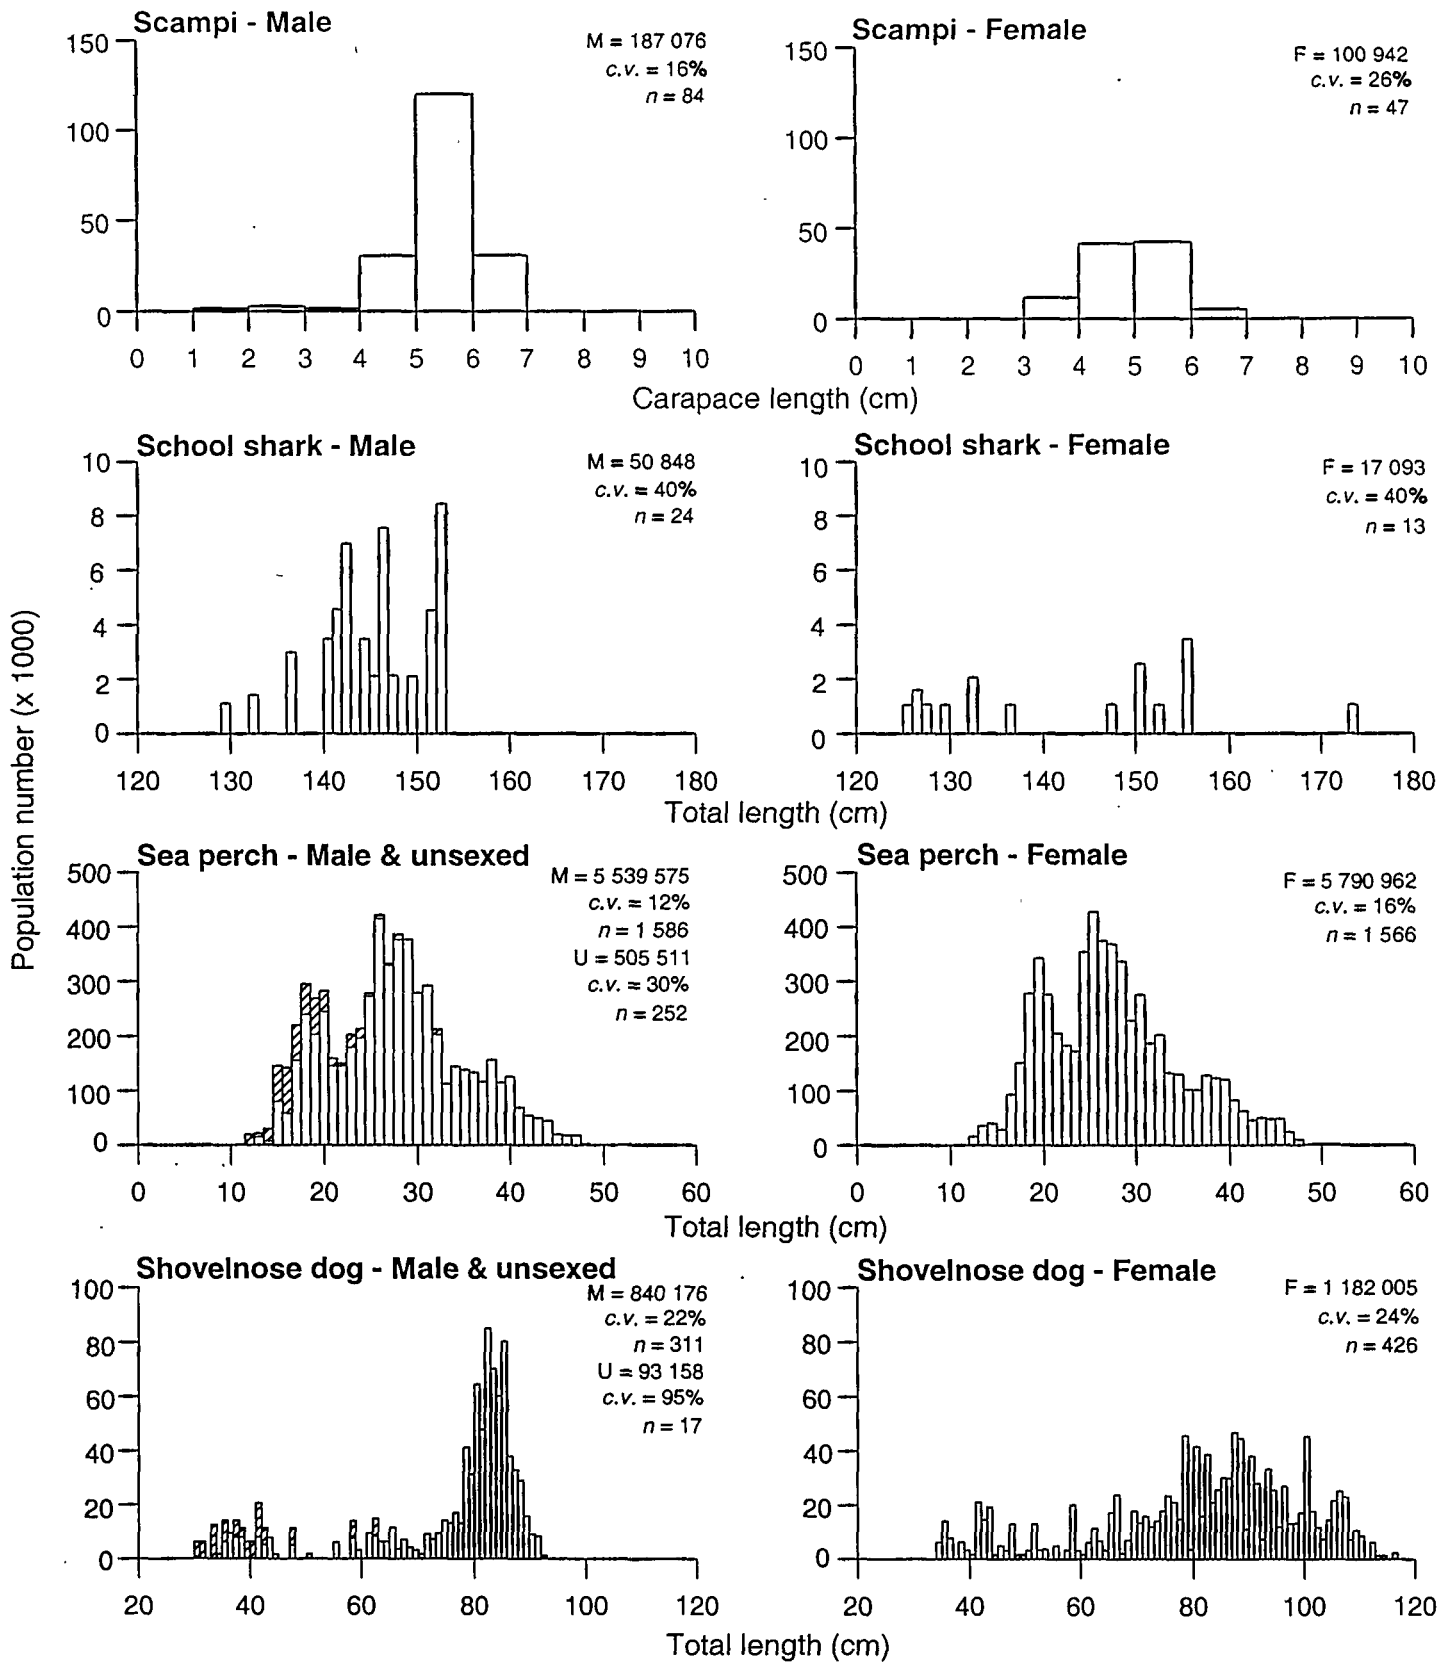 Scampi - Male
M = 187 076
c.v. = 16%
n = 84
150
100
50
0
0 1 2 3 4 5 6 7 8 9 10
Scampi - Female
F = 100 942
c.v. = 26%
n = 47
150
100
50
0
0 1 2 3 4 5 6 7 8 9 10
Carapace length (cm)
School shark - Male
M = 50 848
c.v. = 40%
n = 24
10
8
6
4
2
0
120 130 140 150 160 170 180
School shark - Female
F = 17 093
c.v. = 40%
n = 13
10
8
6
4
2
0
120 130 140 150 160 170 180
Total length (cm)
Population number (x 1000)
Sea perch - Male & unsexed
M = 5 539 575
c.v. = 12%
n = 1 586
U = 505 511
c.v. = 30%
n = 252
500
400
300
200
100
0
0 10 20 30 40 50 60
Sea perch - Female
F = 5 790 962
c.v. = 16%
n = 1 566
500
400
300
200
100
0
0 10 20 30 40 50 60
Total length (cm)
Shovelnose dog - Male & unsexed
M = 840 176
c.v. = 22%
n = 311
U = 93 158
c.v. = 95%
n = 17
100
80
60
40
20
0
20 40 60 80 100 120
Shovelnose dog - Female
F = 1 182 005
c.v. = 24%
n = 426
100
80
60
40
20
0
20 40 60 80 100 120
Total length (cm)